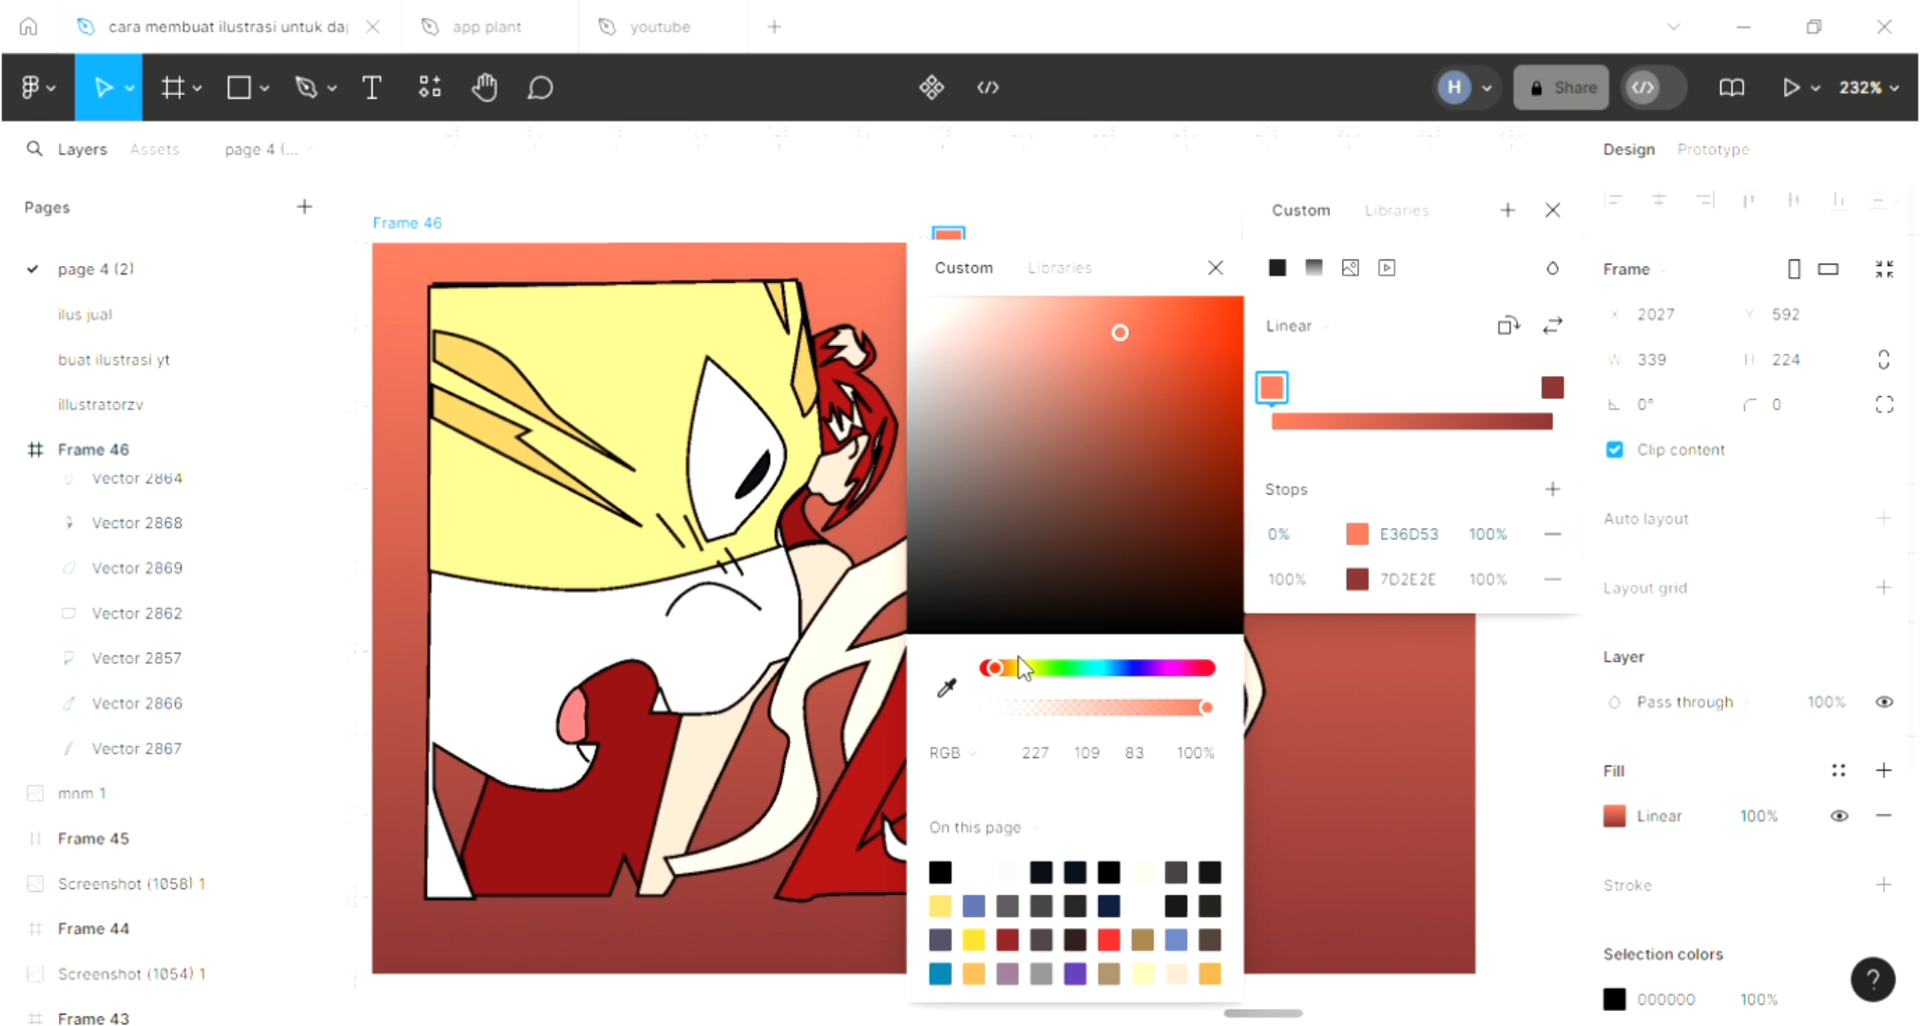 cara membuat ilustrasi untuk da
app plant
youtube
H
Share
232%
Layers
Assets
page 4 (...
Design
Prototype
Pages
page 4 (2)
ilus jual
buat ilustrasi yt
illustratorzv
Frame 46
Vector 2864
Vector 2868
Vector 2869
Vector 2862
Vector 2857
Vector 2866
Vector 2867
mnm 1
Frame 45
Screenshot (1058) 1
Frame 44
Screenshot (1054) 1
Frame 43
Frame 46
Custom
Libraries
RGB
227
109
83
100%
On this page
Custom
Libraries
Linear
Stops
0%
E36D53
100%
100%
7D2E2E
100%
Frame
X 2027
Y 592
W 339
H 224
0°
0
Clip content
Auto layout
Layout grid
Layer
Pass through
100%
Fill
Linear
100%
Stroke
Selection colors
000000
100%
?